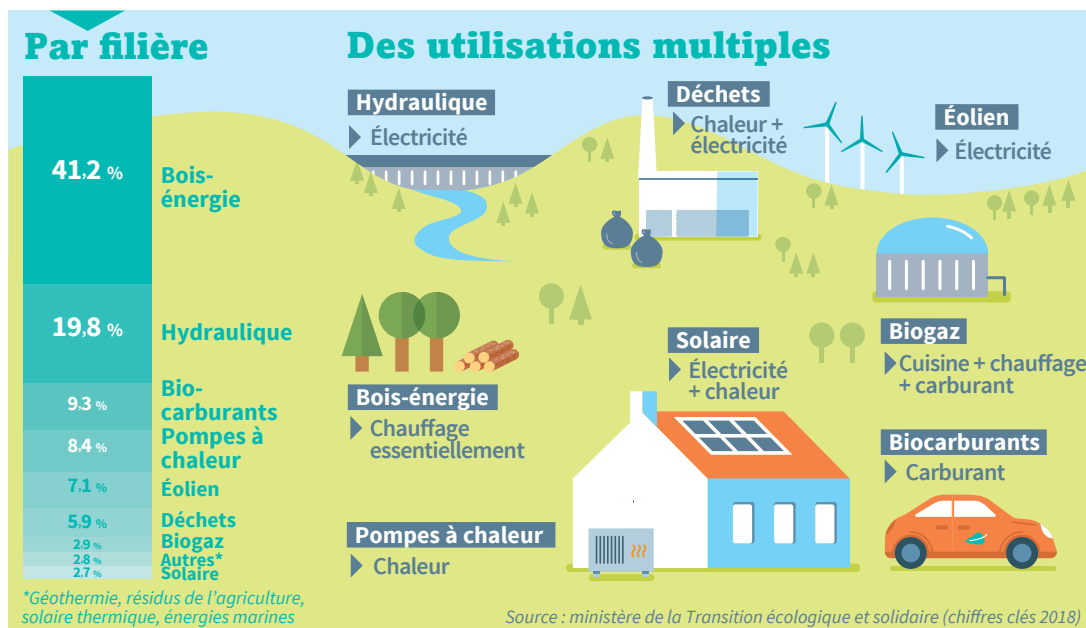 Par filière
41,2 %
Bois-
énergie
19,8 %
Hydraulique
9,3 %
Bio-
carburants
8,4 %
Pompes à
chaleur
7,1 %
Éolien
5,9 %
Déchets
2,9 %
Biogaz
2,8 %
Autres*
2,7 %
Solaire
*Géothermie, résidus de l’agriculture,
solaire thermique, énergies marines
Des utilisations multiples
Hydraulique
Électricité
Déchets
Chaleur +
électricité
Éolien
Électricité
Bois-énergie
Chauffage
essentiellement
Solaire
Électricité
+ chaleur
Biogaz
Cuisine + chauffage
+ carburant
Biocarburants
Carburant
Pompes à chaleur
Chaleur
Source : ministère de la Transition écologique et solidaire (chiffres clés 2018)